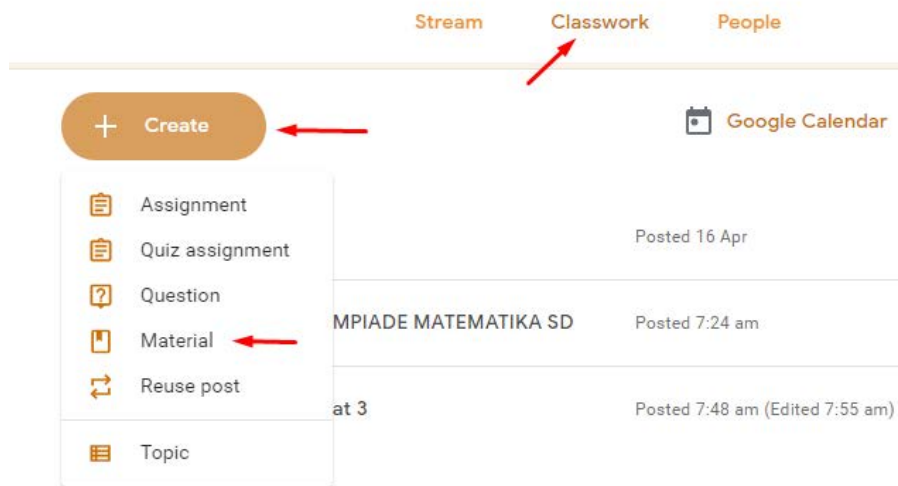 Stream Classwork People
Create Google Calendar
Assignment
Posted 16 Apr
Quiz assignment
Question
MPIADE MATEMATIKA SD Posted 7:24 am
Material
Reuse post
at 3 Posted 7:48 am (Edited 7:55 am)
Topic